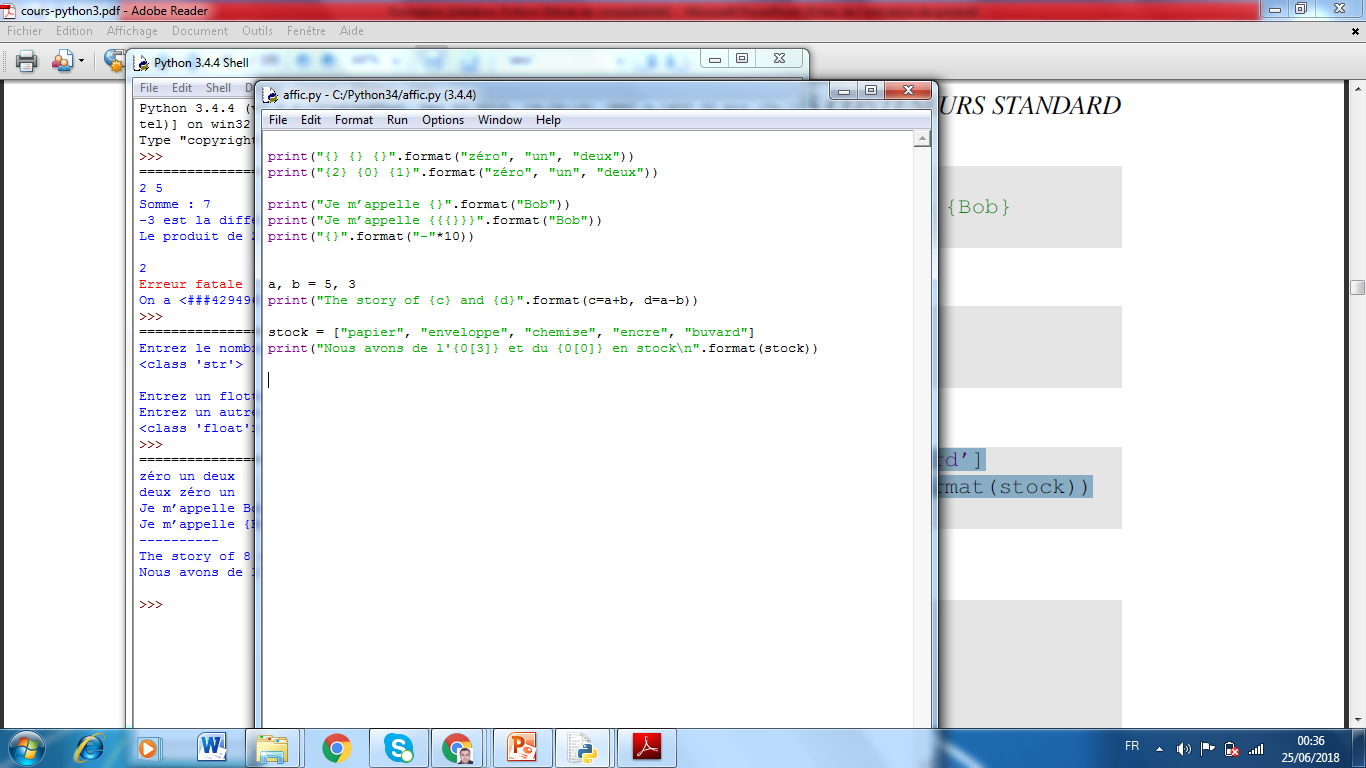 cours-python3.pdf - Adobe Reader
Fichier Edition Affichage Document Outils Fenêtre Aide
Python 3.4.4 Shell
File Edit Shell
Python 3.4.4 (
tel)] on win32
Type "copyright
>>>
2 5
Somme : 7
-3 est la diffé
Le produit de
2
Erreur fatale
On a <###42949
>>>
Entrez le nomb
<class 'str'>
Entrez un flott
Entrez un autre
<class 'float'
>>>
zéro un deux
deux zéro un
Je m’appelle Bo
Je m’appelle {
----------
The story of 8
Nous avons de
>>>
affic.py - C:/Python34/affic.py (3.4.4)
File Edit Format Run Options Window Help
print("{} {} {}".format("zéro", "un", "deux"))
print("{2} {0} {1}".format("zéro", "un", "deux"))
print("Je m’appelle {}".format("Bob"))
print("Je m’appelle {{{}}}".format("Bob"))
print("{}".format("-"*10))
a, b = 5, 3
print("The story of {c} and {d}".format(c=a+b, d=a-b))
stock = ["papier", "enveloppe", "chemise", "encre", "buvard"]
print("Nous avons de l'{0[3]} et du {0[0]} en stock\n".format(stock))
URS STANDARD
{Bob}
rd’]
rmat(stock))
FR
00:36
25/06/2018